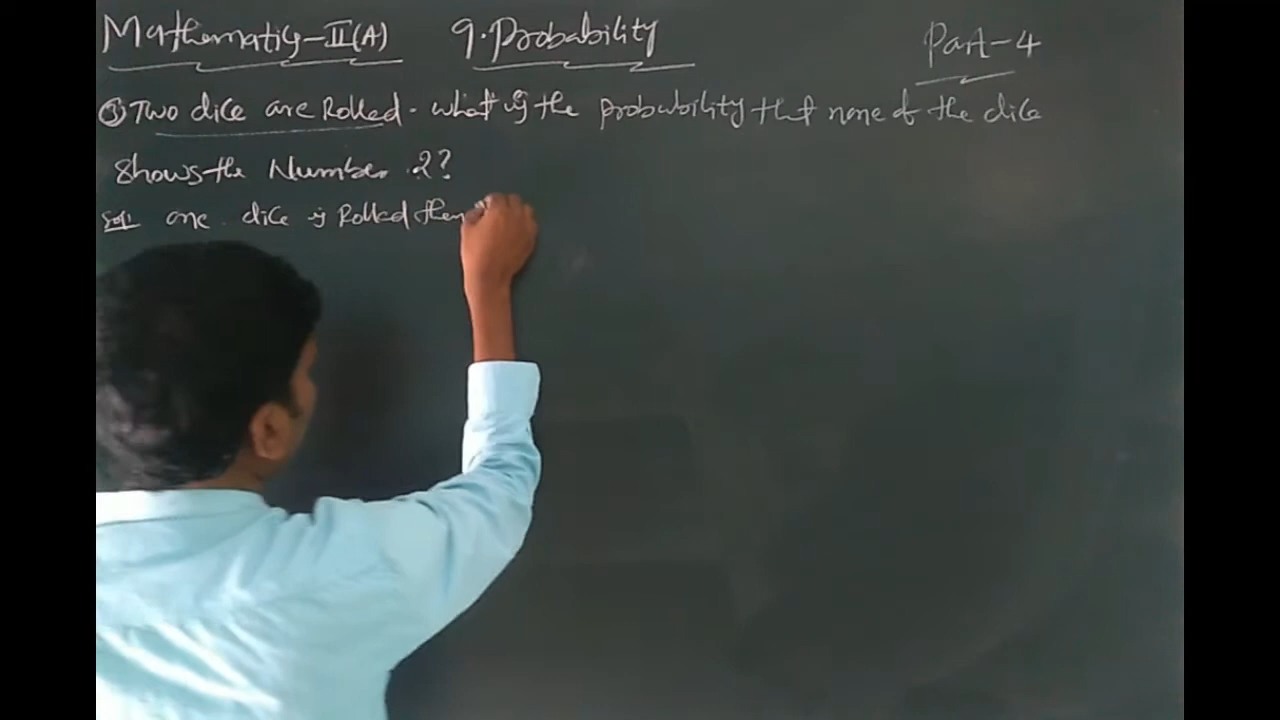 Mathematics-II(A) 9.Probability Part-4
③ Two dice are Rolled. what is the probability that none of the dice
shows the Number 2?
Sol: one dice is Rolled then